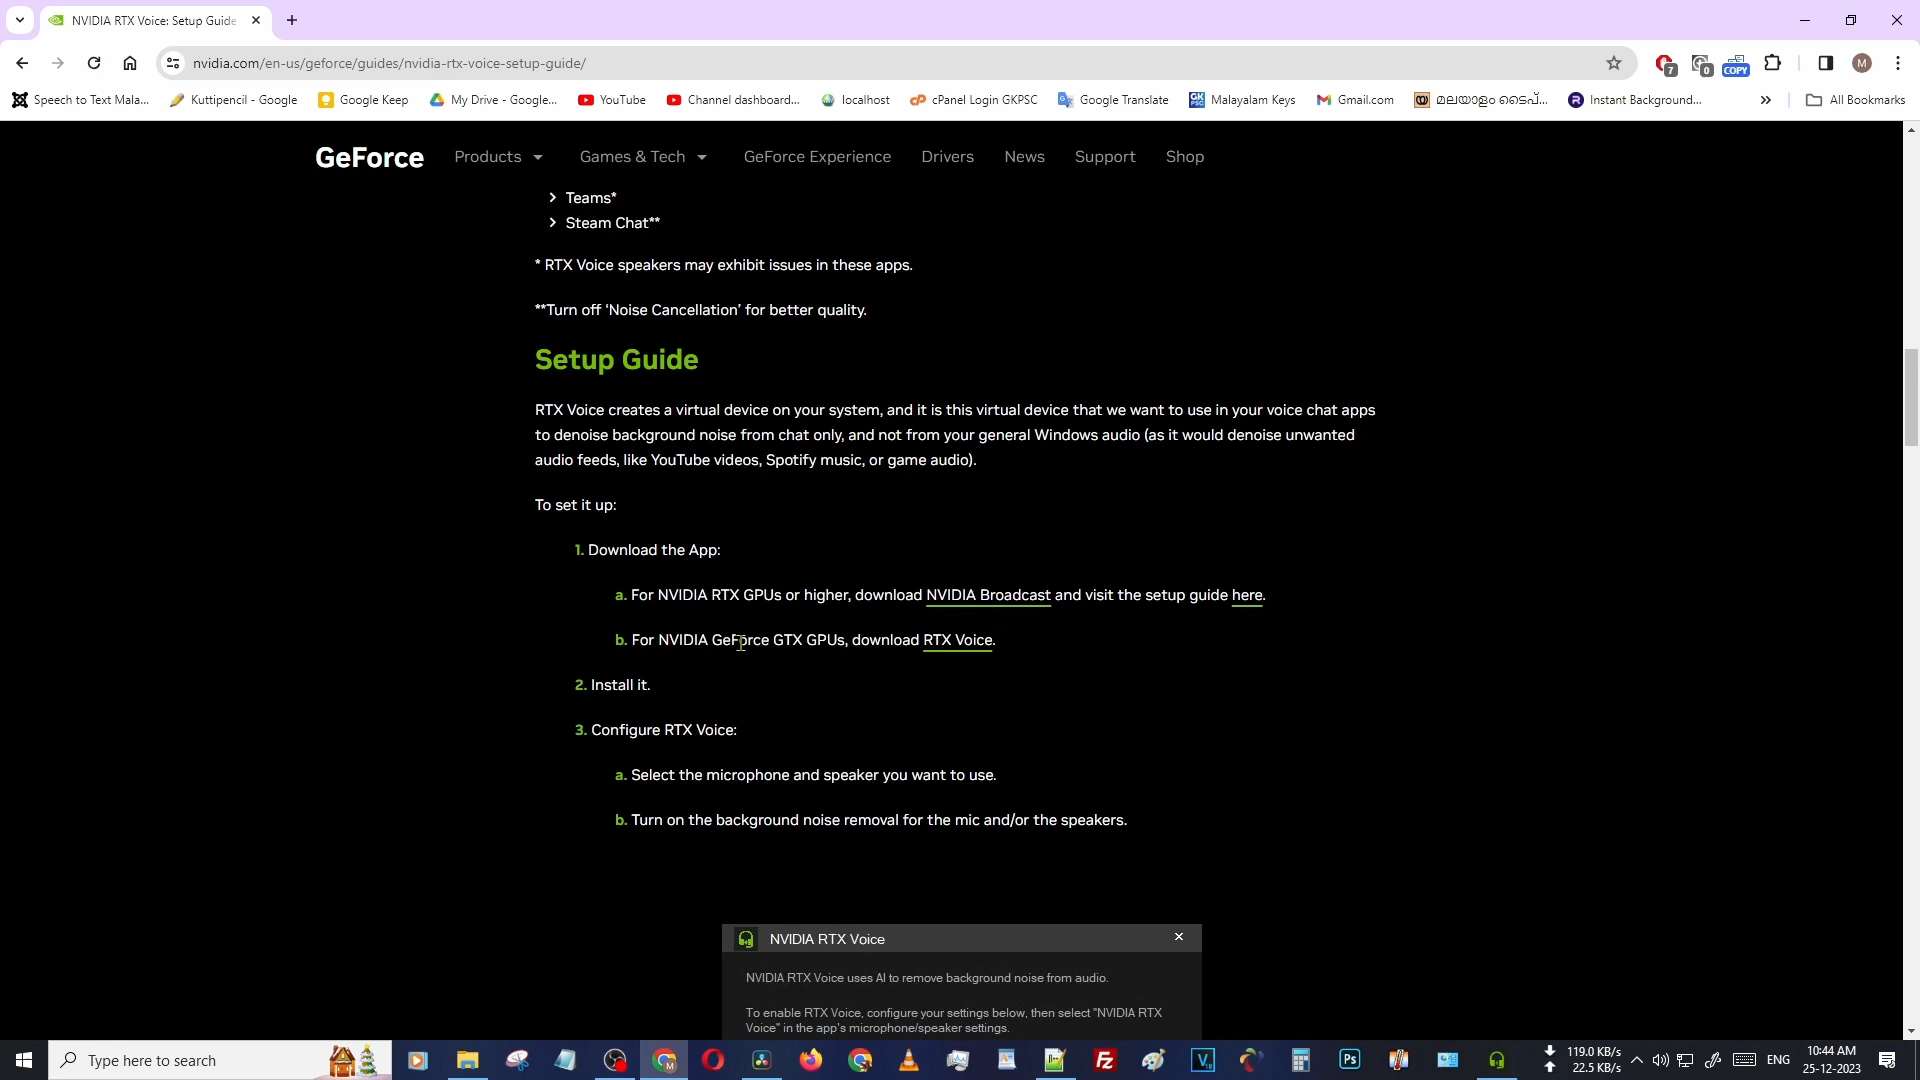 NVIDIA RTX Voice: Setup Guide
nvidia.com/en-us/geforce/guides/nvidia-rtx-voice-setup-guide/
7
0
COPY
M
Speech to Text Mala...
Kuttipencil - Google
Google Keep
My Drive - Google...
YouTube
Channel dashboard...
localhost
cPanel Login GKPSC
Google Translate
Malayalam Keys
Gmail.com
മലയാളം ടൈപ്...
Instant Background...
»
All Bookmarks
GeForce
Products
Games & Tech
GeForce Experience
Drivers
News
Support
Shop
Teams*
Steam Chat**
* RTX Voice speakers may exhibit issues in these apps.
**Turn off ‘Noise Cancellation’ for better quality.
Setup Guide
RTX Voice creates a virtual device on your system, and it is this virtual device that we want to use in your voice chat apps
to denoise background noise from chat only, and not from your general Windows audio (as it would denoise unwanted
audio feeds, like YouTube videos, Spotify music, or game audio).
To set it up:
1. Download the App:
a. For NVIDIA RTX GPUs or higher, download NVIDIA Broadcast and visit the setup guide here.
b. For NVIDIA GeForce GTX GPUs, download RTX Voice.
2. Install it.
3. Configure RTX Voice:
a. Select the microphone and speaker you want to use.
b. Turn on the background noise removal for the mic and/or the speakers.
NVIDIA RTX Voice
NVIDIA RTX Voice uses AI to remove background noise from audio.
To enable RTX Voice, configure your settings below, then select "NVIDIA RTX
Voice" in the app's microphone/speaker settings.
Type here to search
Ps
119.0 KB/s
22.5 KB/s
ENG
10:44 AM
25-12-2023